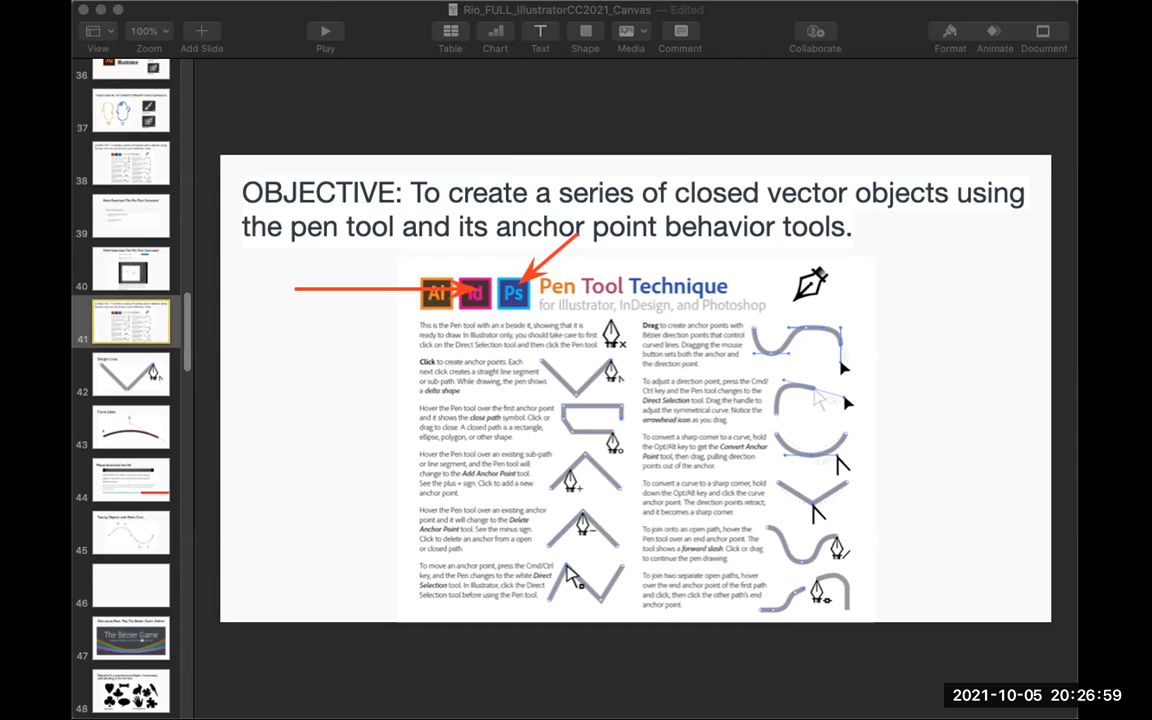 Rio_FULL_IllustratorCC2021_Canvas — Edited
100%
View Zoom Add Slide Play Table Chart Text Shape Media Comment Collaborate Format Animate Document
36
Illustrator
37
38
39
40
41
42
Straight Lines
43
Curve Lines
44
45
46
47
The Bézier Game
48
OBJECTIVE: To create a series of closed vector objects using
the pen tool and its anchor point behavior tools.
Ai Id Ps Pen Tool Technique
for Illustrator, InDesign, and Photoshop
This is the Pen tool with an x beside it, showing that it is
ready to draw. In Illustrator only, you should take care to first
click on the Direct Selection tool and then click the Pen tool.
Click to create anchor points. Each
next click creates a straight line segment
or sub-path. While drawing, the pen shows
a delta shape
Hover the Pen tool over the first anchor point
and it shows the close path symbol. Click or
drag to close. A closed path is a rectangle,
ellipse, polygon, or other shape.
Hover the Pen tool over an existing sub-path
or line segment, and the Pen tool will
change to the Add Anchor Point tool.
See the plus + sign. Click to add a new
anchor point.
Hover the Pen tool over an existing anchor
point and it will change to the Delete
Anchor Point tool. See the minus sign.
Click to delete an anchor from a open
or closed path.
To move an anchor point, press the Cmd/Ctrl
key, and the Pen changes to the white Direct
Selection tool. In Illustrator, click the Direct
Selection tool before using the Pen tool.
Drag to create anchor points with
Bézier direction points that control
curved lines. Dragging the mouse
button sets both the anchor and
the direction point.
To adjust a direction point, press the Cmd/
Ctrl key and the Pen tool changes to the
Direct Selection tool. Drag the handle to
adjust the symmetrical curve. Notice the
arrowhead icon as you drag.
To convert a sharp corner to a curve, hold
the Opt/Alt key to get the Convert Anchor
Point tool; then drag, pulling direction
points out of the anchor.
To convert a curve to a sharp corner, hold
down the Opt/Alt key and click the curve
anchor point. The direction points retract;
and it becomes a sharp corner.
To join onto an open path, hover the
Pen tool over an end anchor point. The
tool shows a forward slash. Click or drag
to continue the pen drawing.
To join two separate open paths, hover
over the end anchor point of the first path
and click; then click the other path's end
anchor point.
2021-10-05 20:26:59